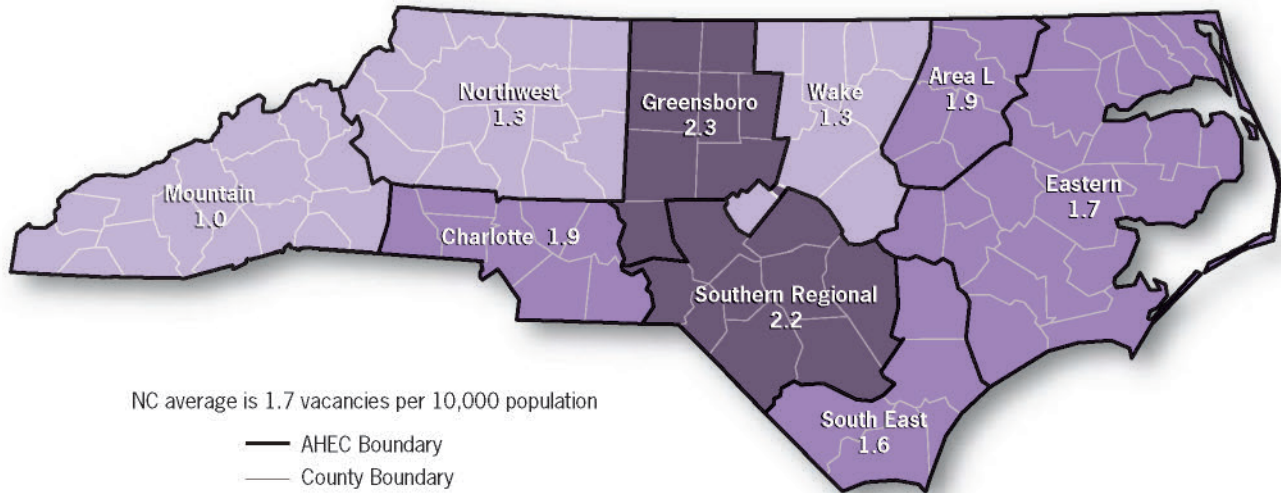 Northwest
1.3
Greensboro
2.3
Wake
1.3
Area L
1.9
Mountain
1.0
Eastern
1.7
Charlotte 1.9
Southern Regional
2.2
South East
1.6
NC average is 1.7 vacancies per 10,000 population
AHEC Boundary
County Boundary